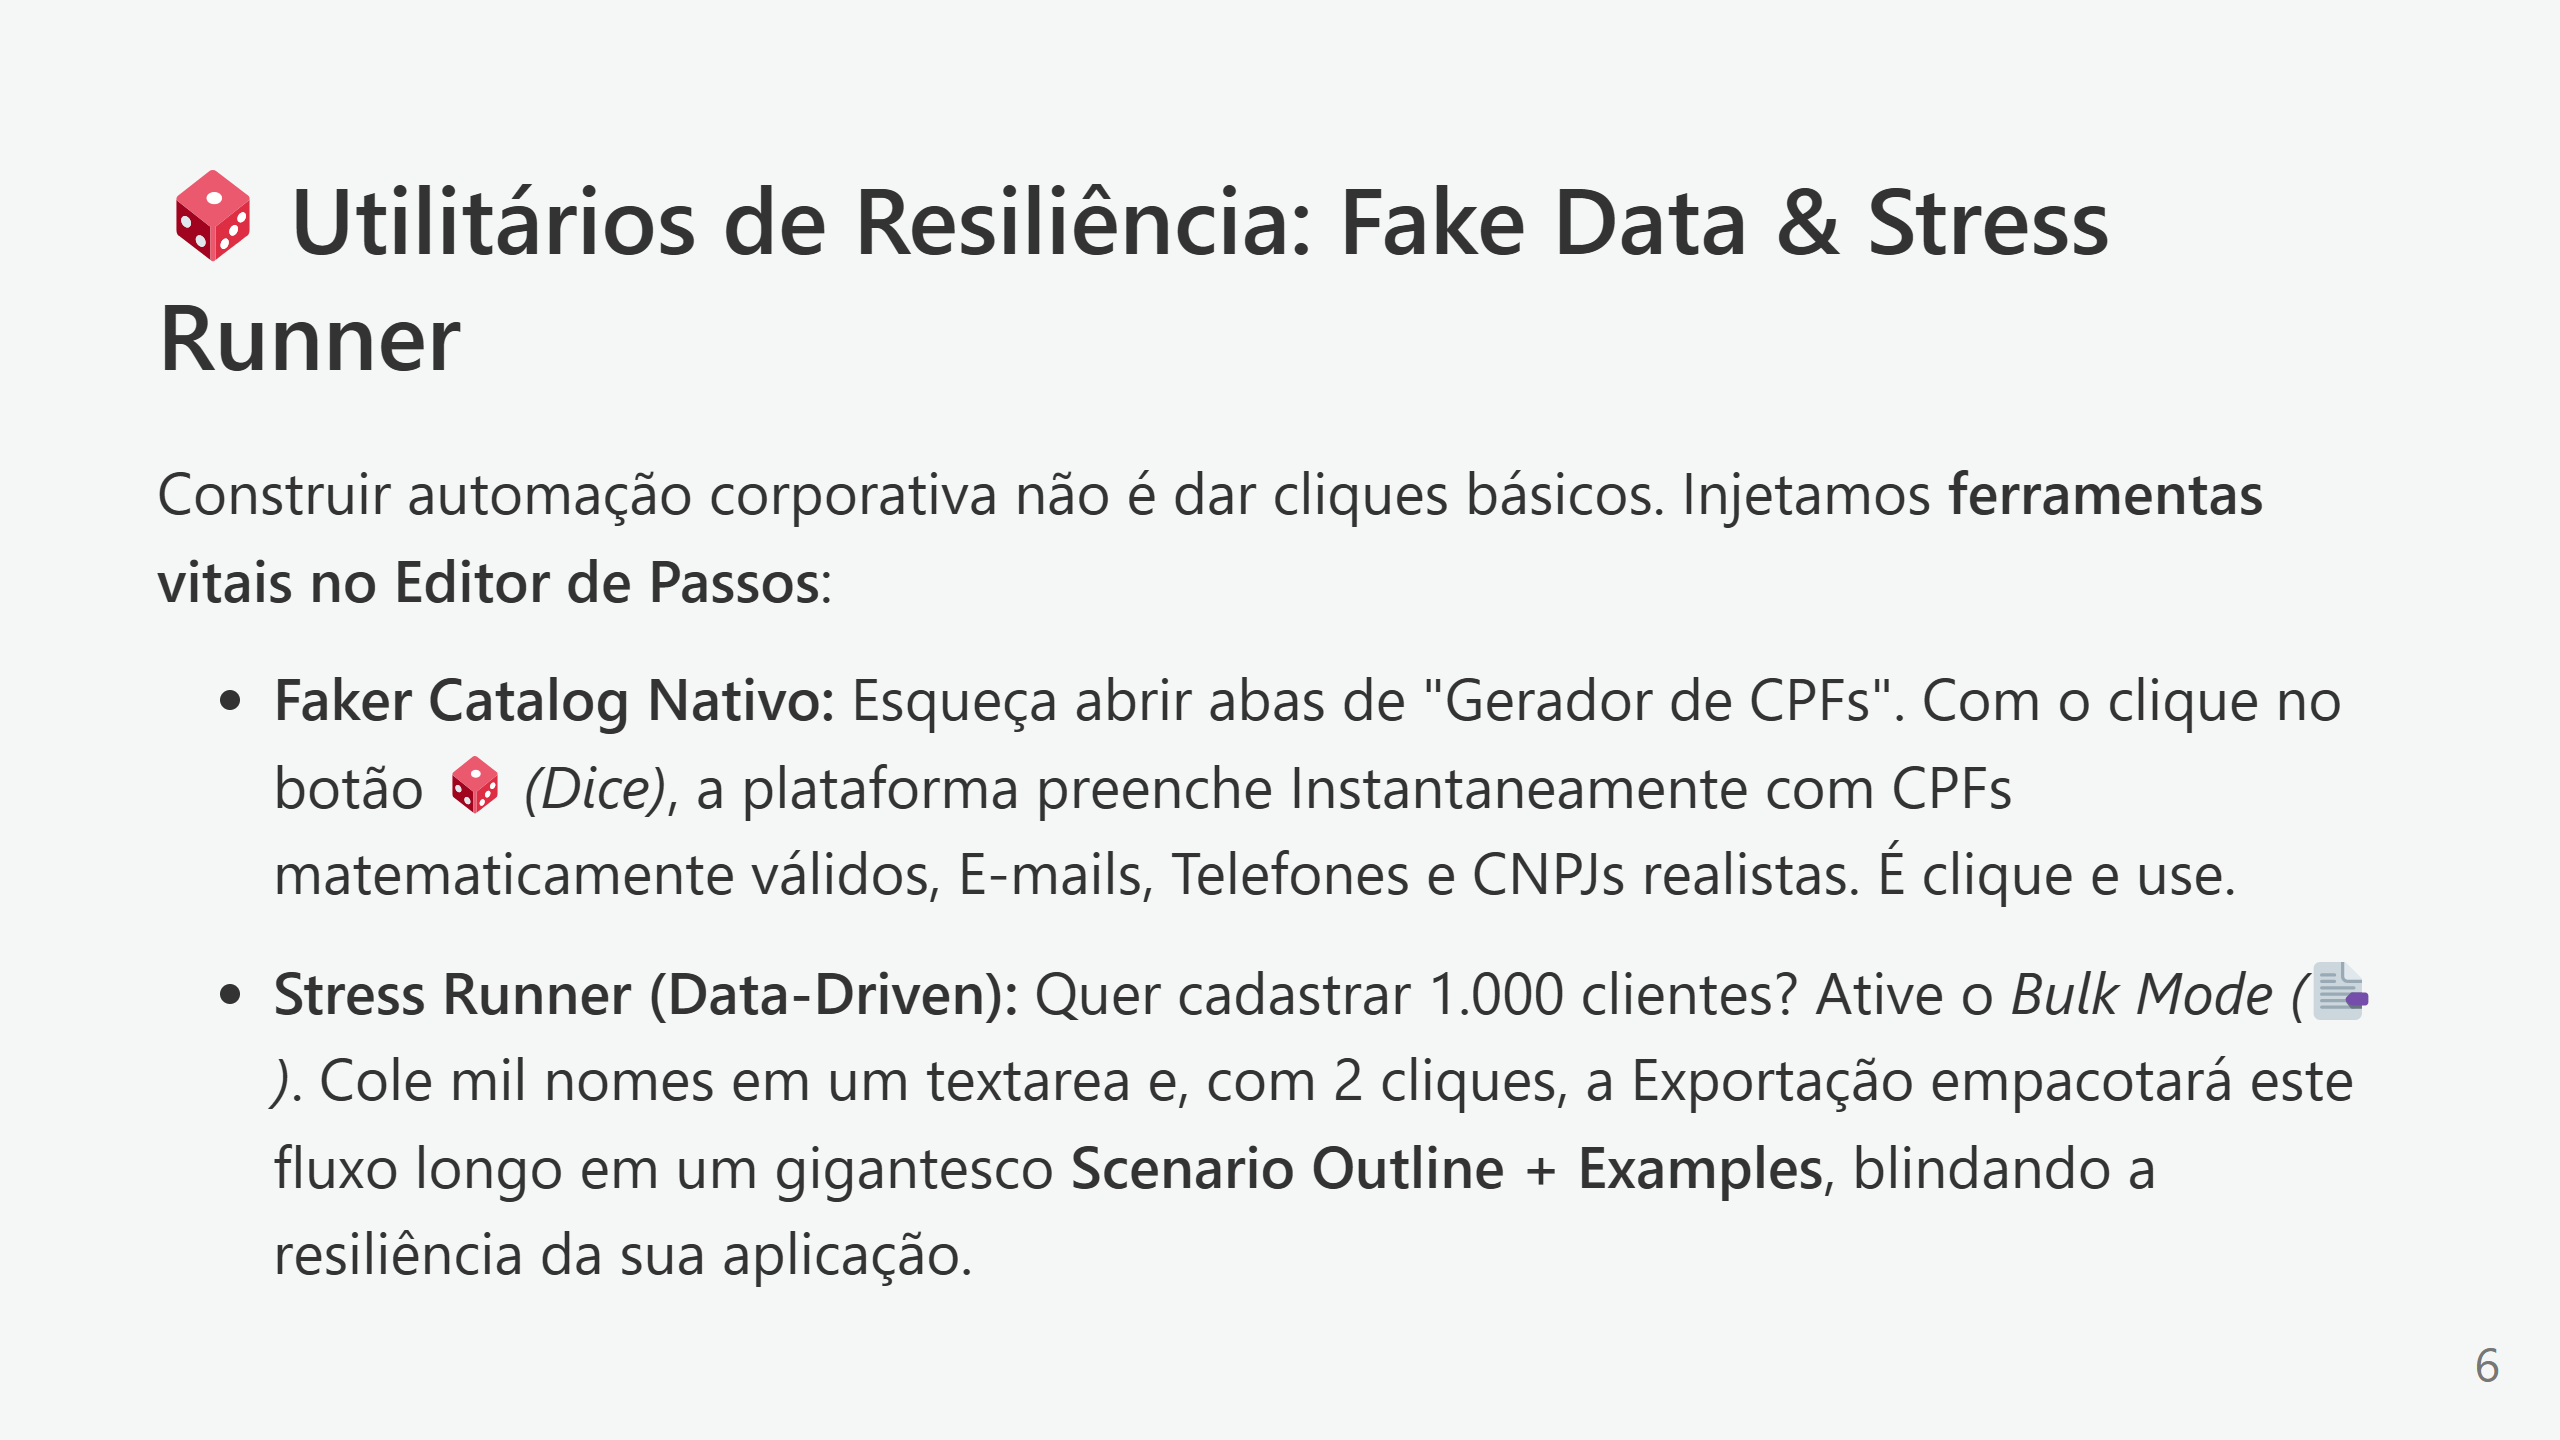 🎲 Utilitários de Resiliência: Fake Data & Stress
Runner
Construir automação corporativa não é dar cliques básicos. Injetamos ferramentas
vitais no Editor de Passos:
• Faker Catalog Nativo: Esqueça abrir abas de "Gerador de CPFs". Com o clique no
botão 🎲 (Dice), a plataforma preenche Instantaneamente com CPFs
matematicamente válidos, E-mails, Telefones e CNPJs realistas. É clique e use.
• Stress Runner (Data-Driven): Quer cadastrar 1.000 clientes? Ative o Bulk Mode (📑
). Cole mil nomes em um textarea e, com 2 cliques, a Exportação empacotará este
fluxo longo em um gigantesco Scenario Outline + Examples, blindando a
resiliência da sua aplicação.
6